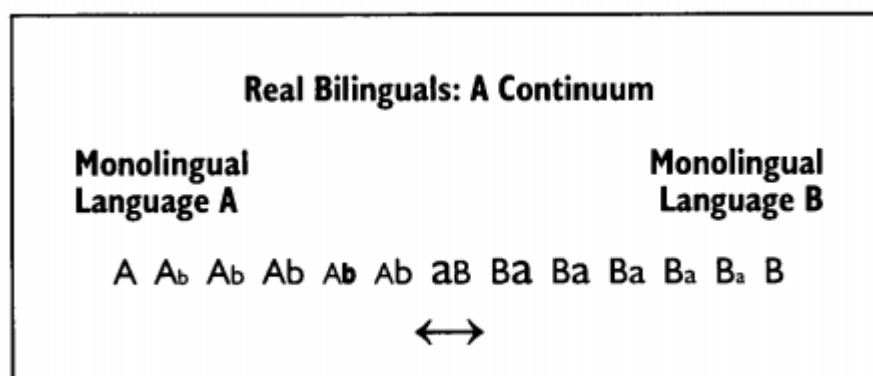 Real Bilinguals: A Continuum
Monolingual
Language A
Monolingual
Language B
A Ab Ab Ab Ab Ab aB Ba Ba Ba Ba Ba B